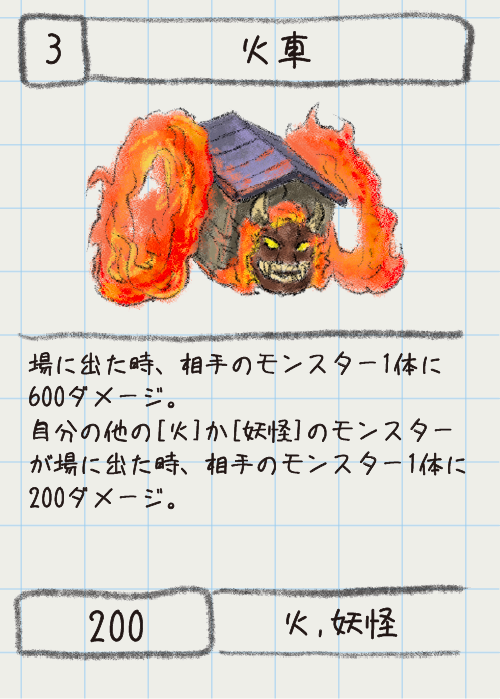 3
火車
場に出た時、相手のモンスター1体に
600ダメージ。
自分の他の[火]か[妖怪]のモンスター
が場に出た時、相手のモンスター1体に
200ダメージ。
200
火,妖怪